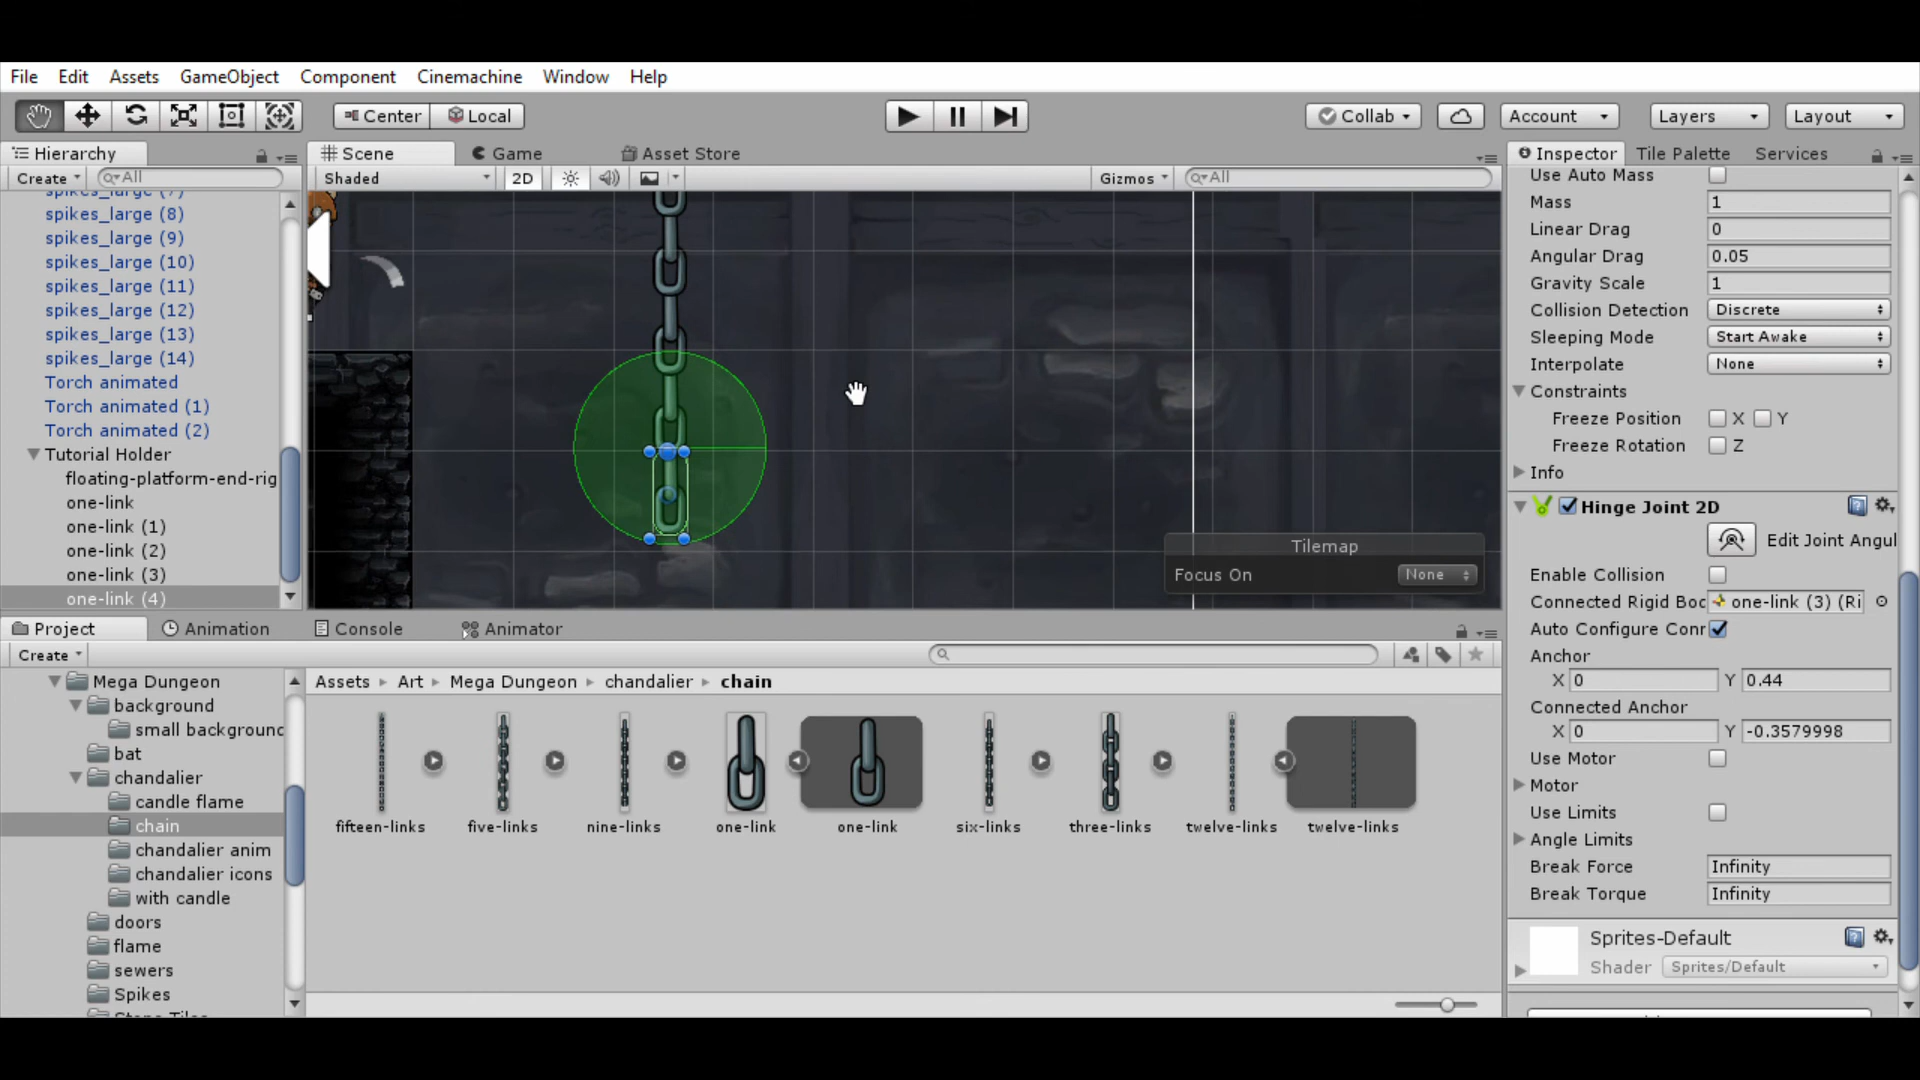 File Edit Assets GameObject Component Cinemachine Window Help
Center Local Collab Account Layers Layout
Hierarchy
Create All
spikes_large (7)
spikes_large (8)
spikes_large (9)
spikes_large (10)
spikes_large (11)
spikes_large (12)
spikes_large (13)
spikes_large (14)
Torch animated
Torch animated (1)
Torch animated (2)
Tutorial Holder
floating-platform-end-rig
one-link
one-link (1)
one-link (2)
one-link (3)
one-link (4)
Scene Game Asset Store
Shaded 2D Gizmos All
Tilemap
Focus On None
Inspector Tile Palette Services
Use Auto Mass
Mass 1
Linear Drag 0
Angular Drag 0.05
Gravity Scale 1
Collision Detection Discrete
Sleeping Mode Start Awake
Interpolate None
Constraints
Freeze Position X Y
Freeze Rotation Z
Info
Hinge Joint 2D
Edit Joint Angul
Enable Collision
Connected Rigid Boc one-link (3) (Ri
Auto Configure Conr
Anchor
X 0 Y 0.44
Connected Anchor
X 0 Y -0.3579998
Use Motor
Motor
Use Limits
Angle Limits
Break Force Infinity
Break Torque Infinity
Sprites-Default
Shader Sprites/Default
Project Animation Console Animator
Create
Mega Dungeon
background
small background
bat
chandalier
candle flame
chain
chandalier anim
chandalier icons
with candle
doors
flame
sewers
Spikes
Assets Art Mega Dungeon chandalier chain
fifteen-links five-links nine-links one-link one-link six-links three-links twelve-links twelve-links